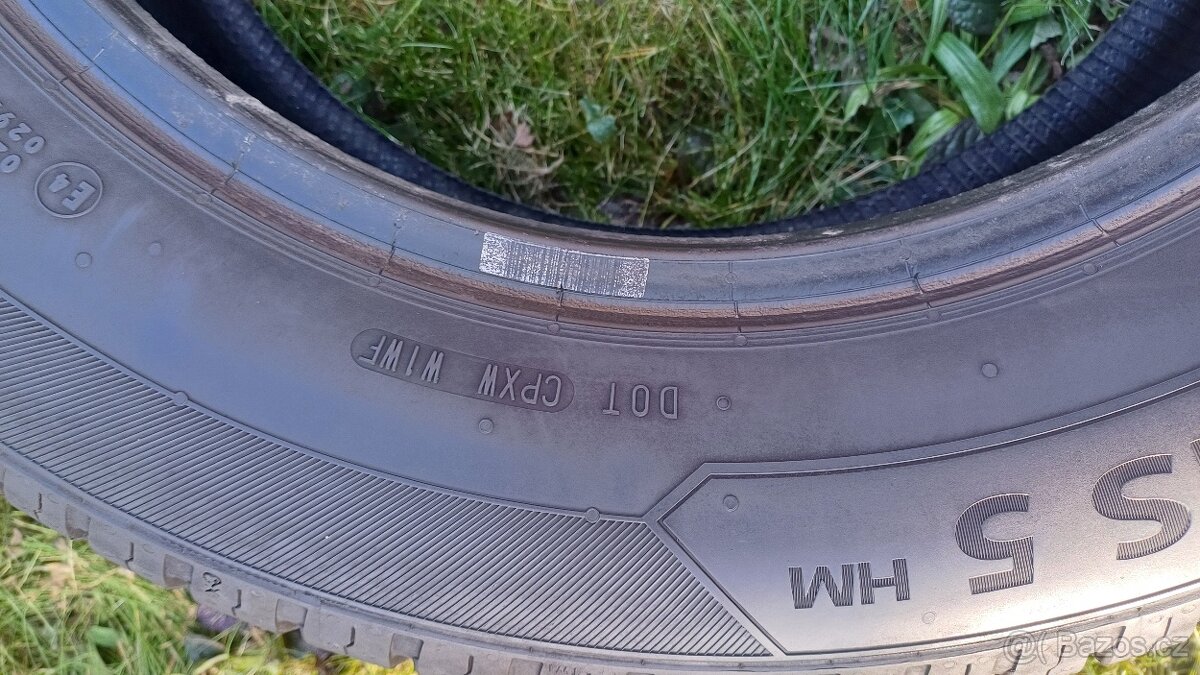 E4
DOT CPXW W1WF
S 5 HM
© Bazos.cz